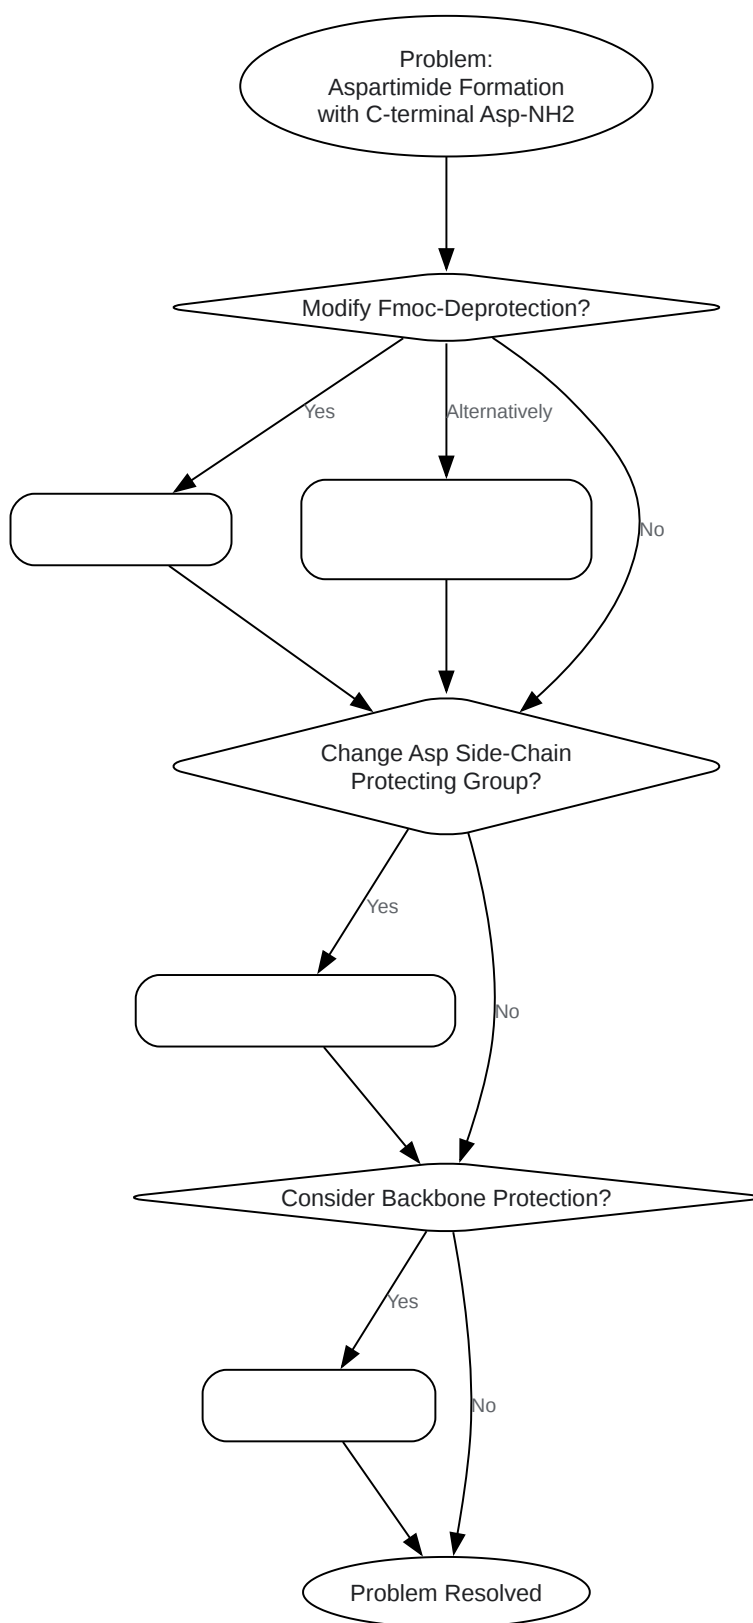 Problem:
Aspartimide Formation
with C-terminal Asp-NH2
Modify Fmoc-Deprotection?
Yes
Alternatively
No
Change Asp Side-Chain
Protecting Group?
Yes
No
Consider Backbone Protection?
Yes
No
Problem Resolved